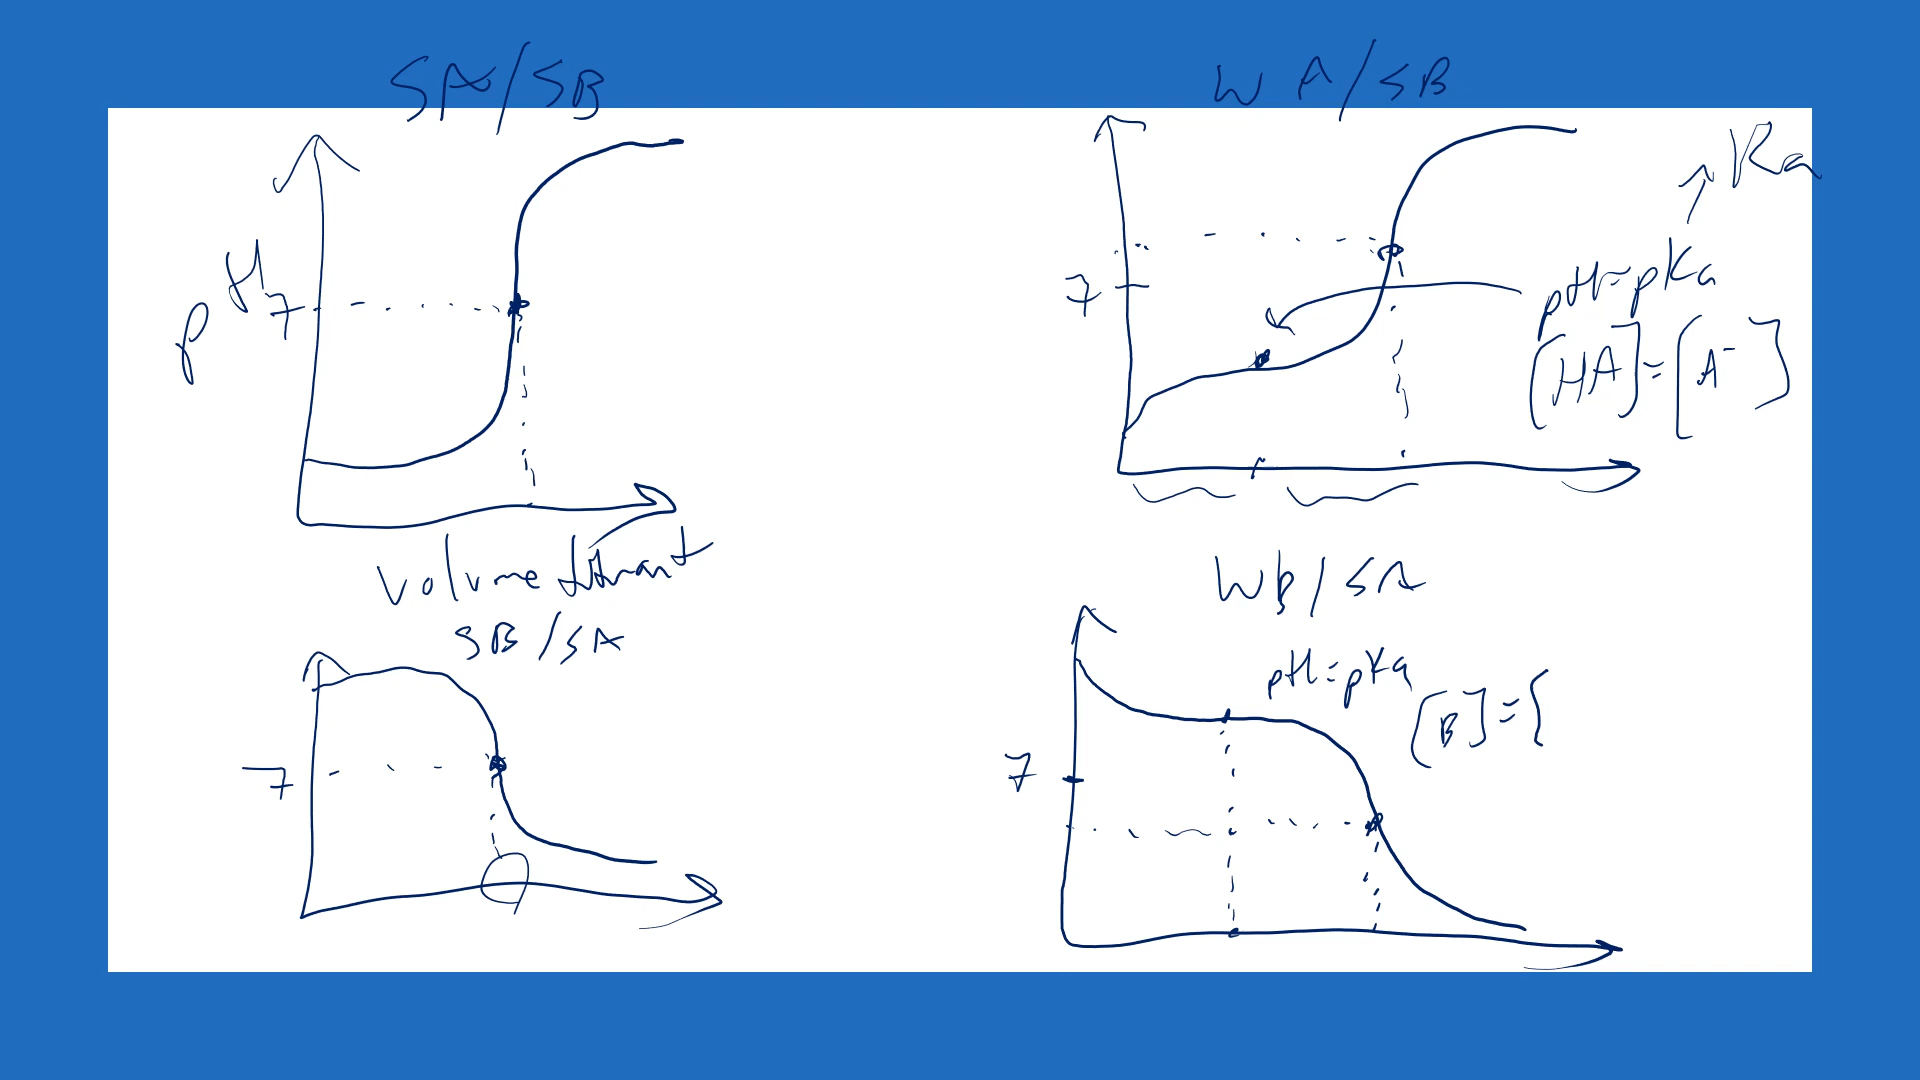 SA/SB
pH
7
volume titrant
WA/SB
7
Ka
pH=pKa
[HA]=[A⁻]
SB/SA
7
WB/SA
7
pH=pKa
[B]=[